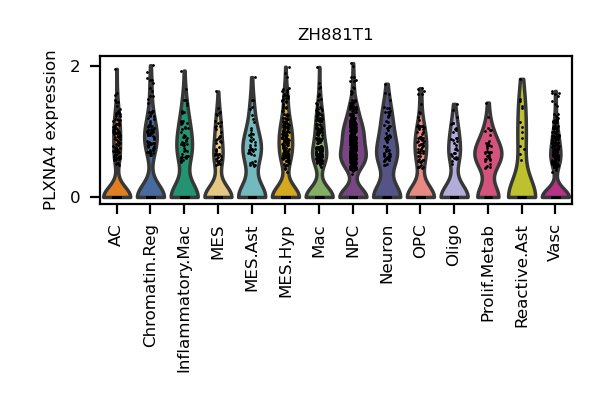 ZH881T1
PLXNA4 expression
2
0
AC
Chromatin.Reg
Inflammatory.Mac
MES
MES.Ast
MES.Hyp
Mac
NPC
Neuron
OPC
Oligo
Prolif.Metab
Reactive.Ast
Vasc